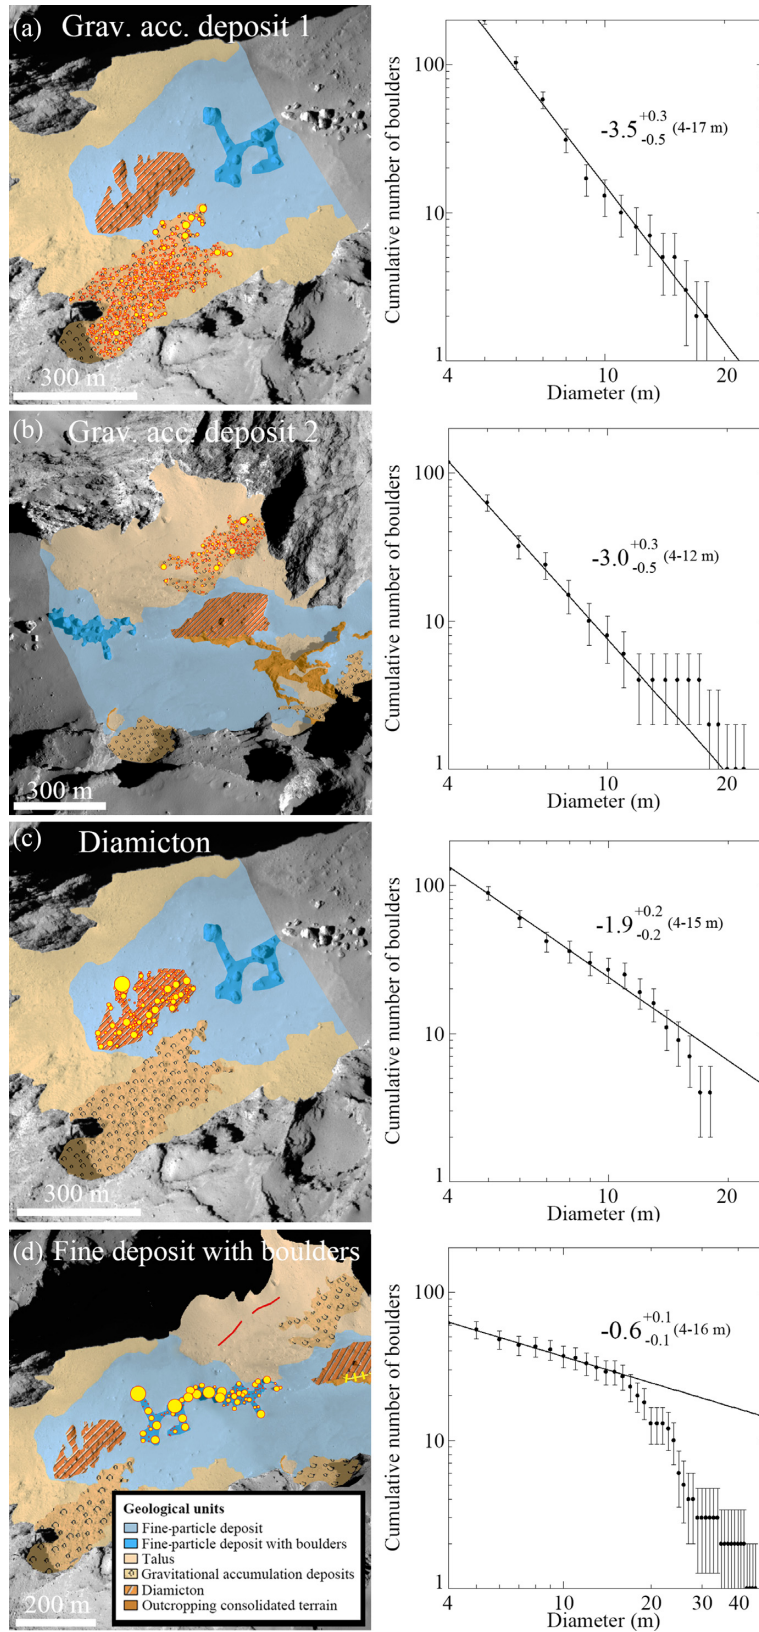 (a) Grav. acc. deposit 1
300 m
Cumulative number of boulders
100
10
1
-3.5 +0.3 -0.5 (4-17 m)
4 10 20
Diameter (m)
(b) Grav. acc. deposit 2
300 m
Cumulative number of boulders
100
10
1
-3.0 +0.3 -0.5 (4-12 m)
4 10 20
Diameter (m)
(c) Diamicton
300 m
Cumulative number of boulders
100
10
1
-1.9 +0.2 -0.2 (4-15 m)
4 10 20
Diameter (m)
(d) Fine deposit with boulders
200 m
Geological units
Fine-particle deposit
Fine-particle deposit with boulders
Talus
Gravitational accumulation deposits
Diamicton
Outcropping consolidated terrain
Cumulative number of boulders
100
10
1
-0.6 +0.1 -0.1 (4-16 m)
4 10 20 30 40
Diameter (m)